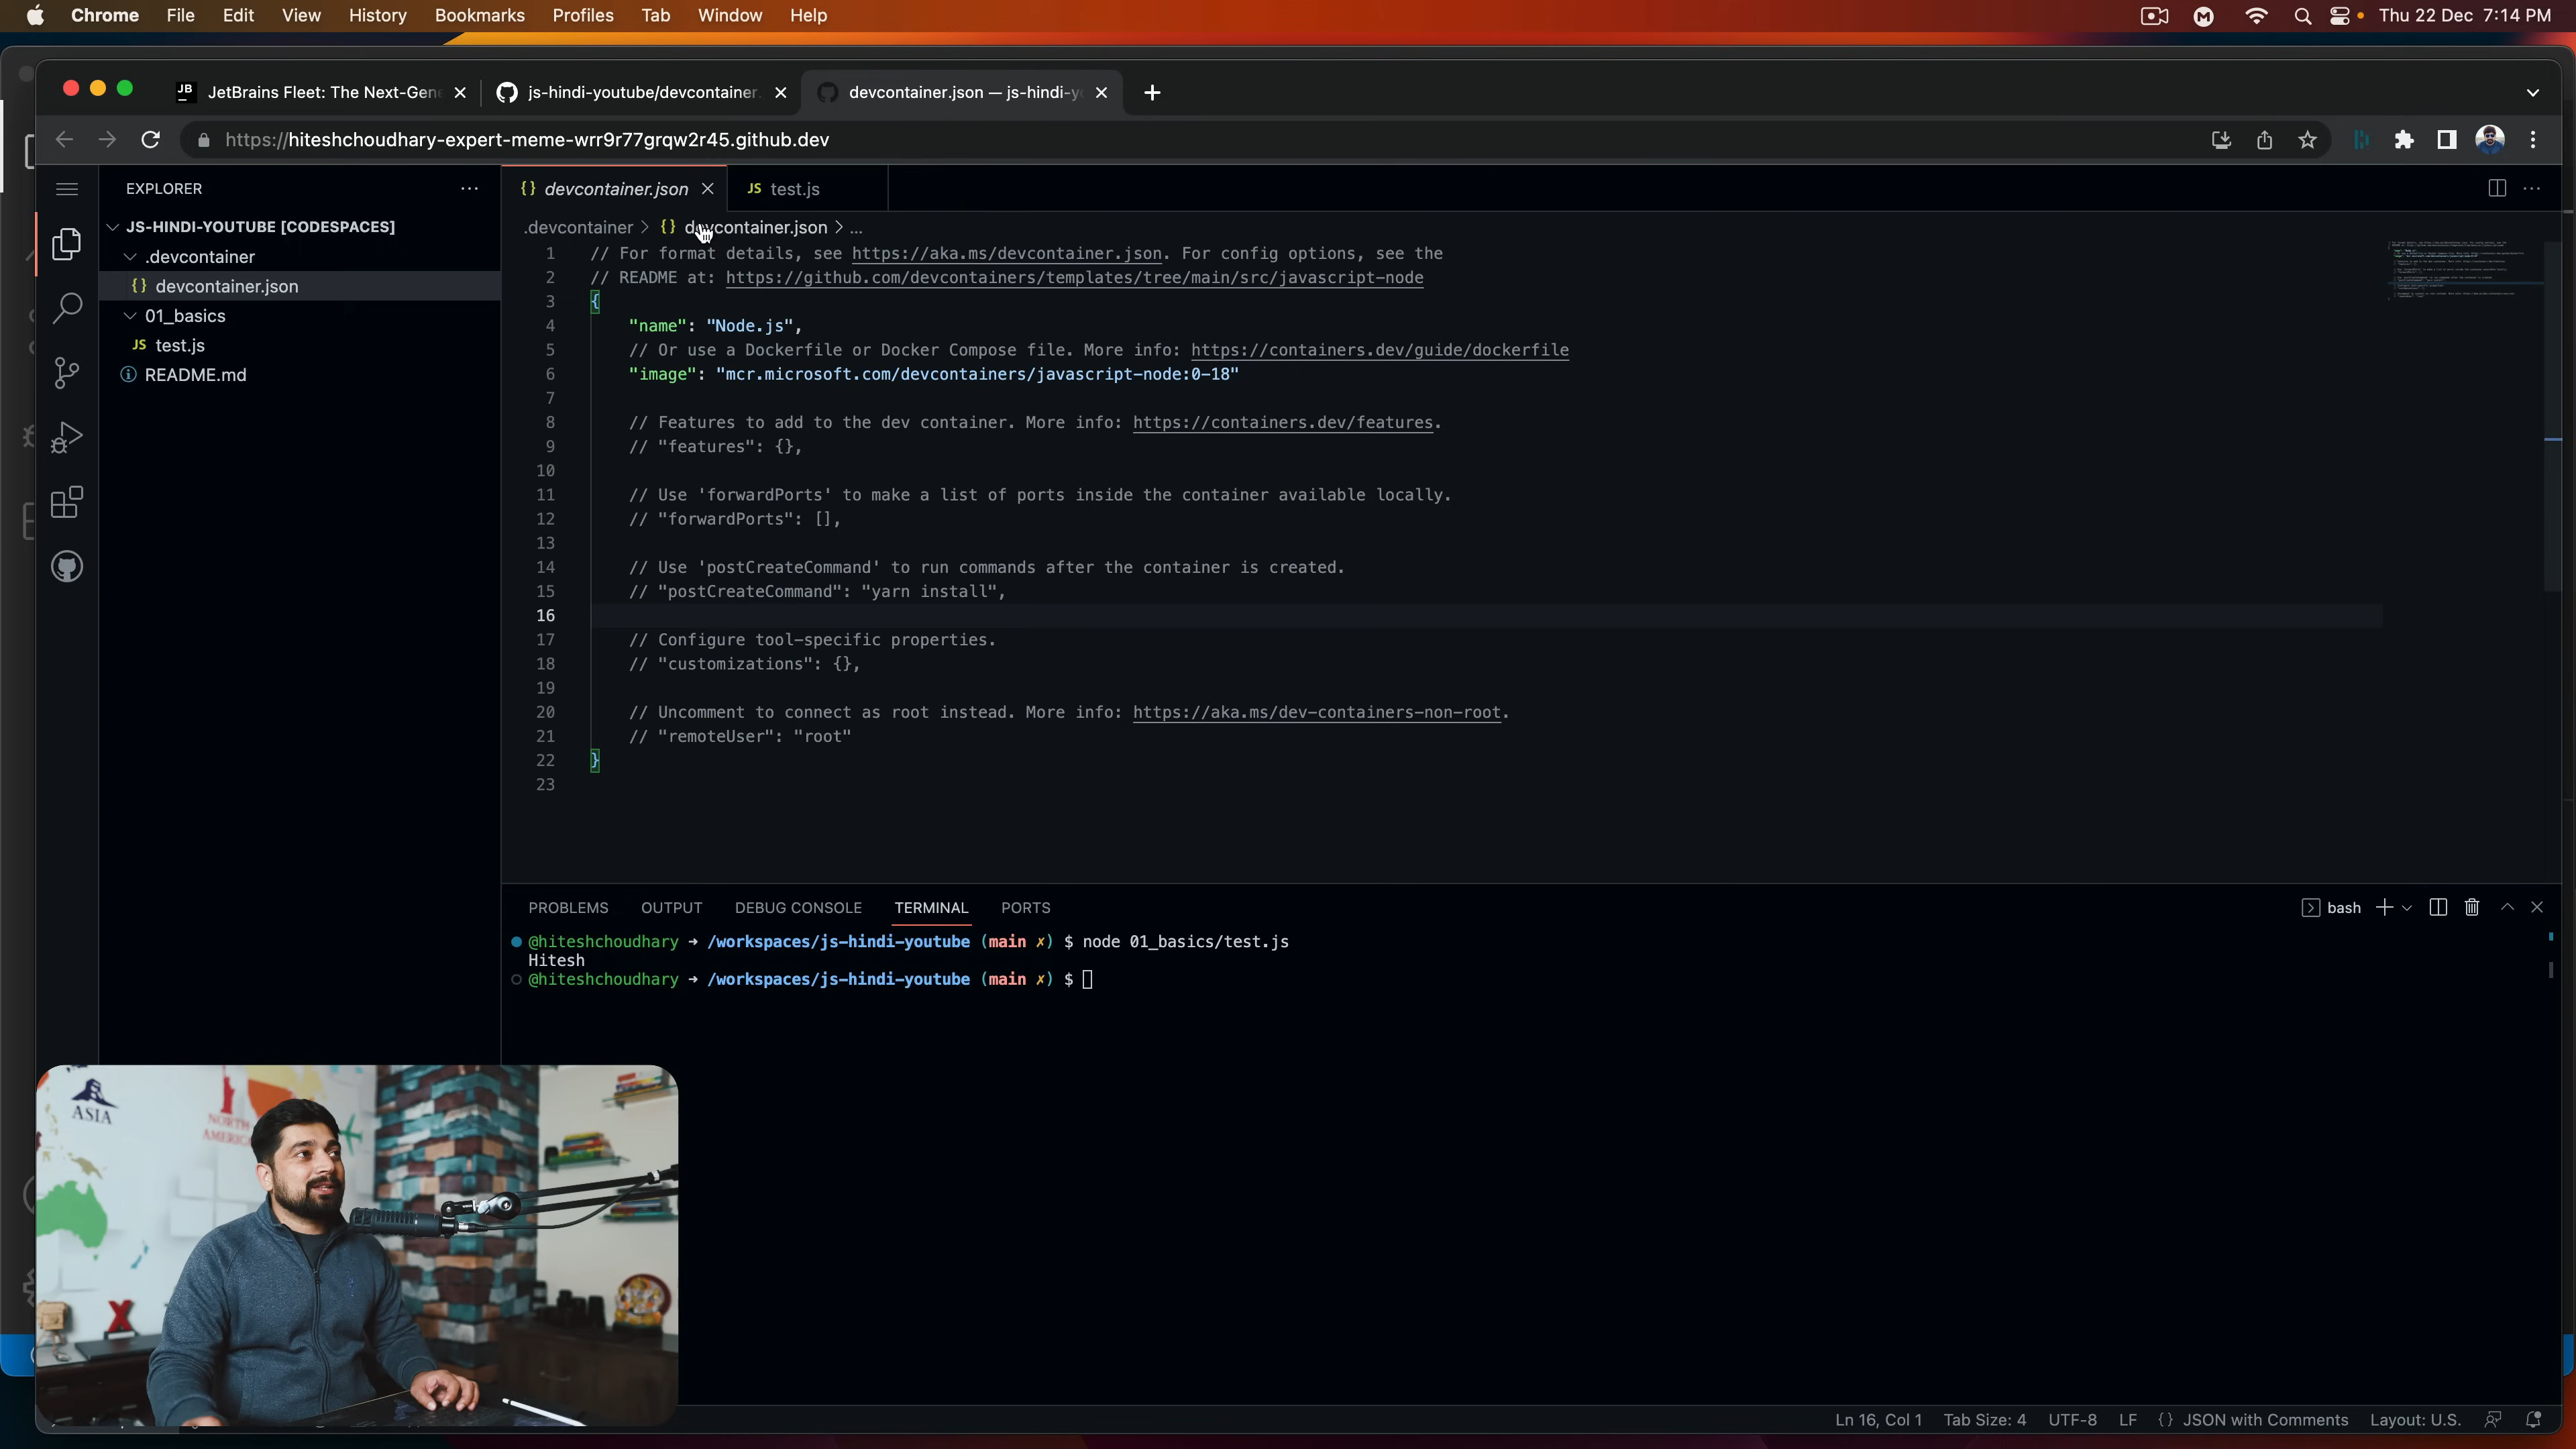 Chrome File Edit View History Bookmarks Profiles Tab Window Help
Thu 22 Dec 7:14 PM
JB JetBrains Fleet: The Next-Gene
js-hindi-youtube/devcontainer.
devcontainer.json — js-hindi-yo
https://hiteshchoudhary-expert-meme-wrr9r77grqw2r45.github.dev
EXPLORER
JS-HINDI-YOUTUBE [CODESPACES]
.devcontainer
{} devcontainer.json
01_basics
JS test.js
README.md
{} devcontainer.json
JS test.js
.devcontainer > {} devcontainer.json > ...
1 // For format details, see https://aka.ms/devcontainer.json. For config options, see the
2 // README at: https://github.com/devcontainers/templates/tree/main/src/javascript-node
3 {
4 "name": "Node.js",
5 // Or use a Dockerfile or Docker Compose file. More info: https://containers.dev/guide/dockerfile
6 "image": "mcr.microsoft.com/devcontainers/javascript-node:0-18"
7
8 // Features to add to the dev container. More info: https://containers.dev/features.
9 // "features": {},
10
11 // Use 'forwardPorts' to make a list of ports inside the container available locally.
12 // "forwardPorts": [],
13
14 // Use 'postCreateCommand' to run commands after the container is created.
15 // "postCreateCommand": "yarn install",
16
17 // Configure tool-specific properties.
18 // "customizations": {},
19
20 // Uncomment to connect as root instead. More info: https://aka.ms/dev-containers-non-root.
21 // "remoteUser": "root"
22 }
23
PROBLEMS OUTPUT DEBUG CONSOLE TERMINAL PORTS
bash
@hiteshchoudhary → /workspaces/js-hindi-youtube (main ✗) $ node 01_basics/test.js
Hitesh
@hiteshchoudhary → /workspaces/js-hindi-youtube (main ✗) $
ASIA
NORTH
AMERIC
Ln 16, Col 1 Tab Size: 4 UTF-8 LF {} JSON with Comments Layout: U.S.